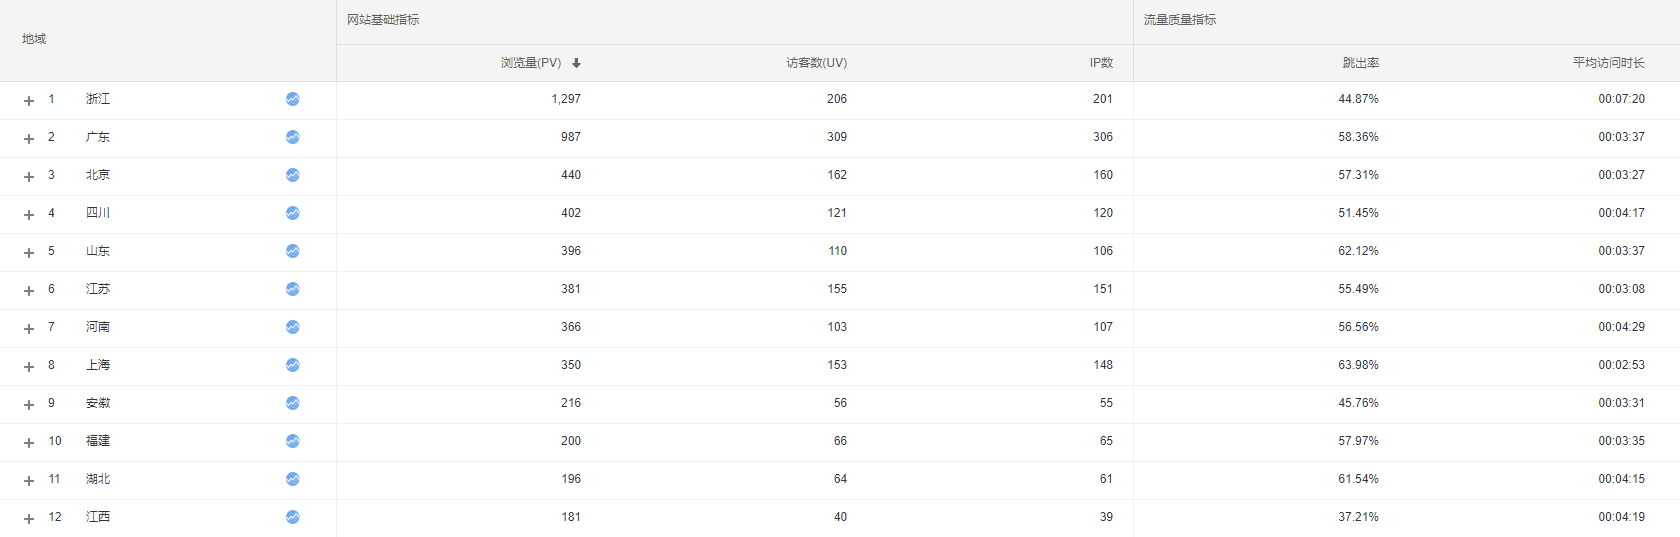 地域 网站基础指标 流量质量指标
浏览量(PV) 访客数(UV) IP数 跳出率 平均访问时长
1 浙江 1,297 206 201 44.87% 00:07:20
2 广东 987 309 306 58.36% 00:03:37
3 北京 440 162 160 57.31% 00:03:27
4 四川 402 121 120 51.45% 00:04:17
5 山东 396 110 106 62.12% 00:03:37
6 江苏 381 155 151 55.49% 00:03:08
7 河南 366 103 107 56.56% 00:04:29
8 上海 350 153 148 63.98% 00:02:53
9 安徽 216 56 55 45.76% 00:03:31
10 福建 200 66 65 57.97% 00:03:35
11 湖北 196 64 61 61.54% 00:04:15
12 江西 181 40 39 37.21% 00:04:19